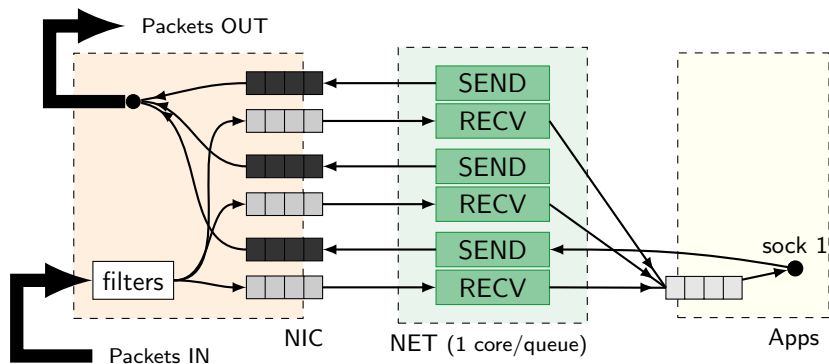 Packets OUT
SEND
RECV
SEND
RECV
sock 1
SEND
filters
RECV
NIC
NET (1 core/queue)
Apps
Packets IN